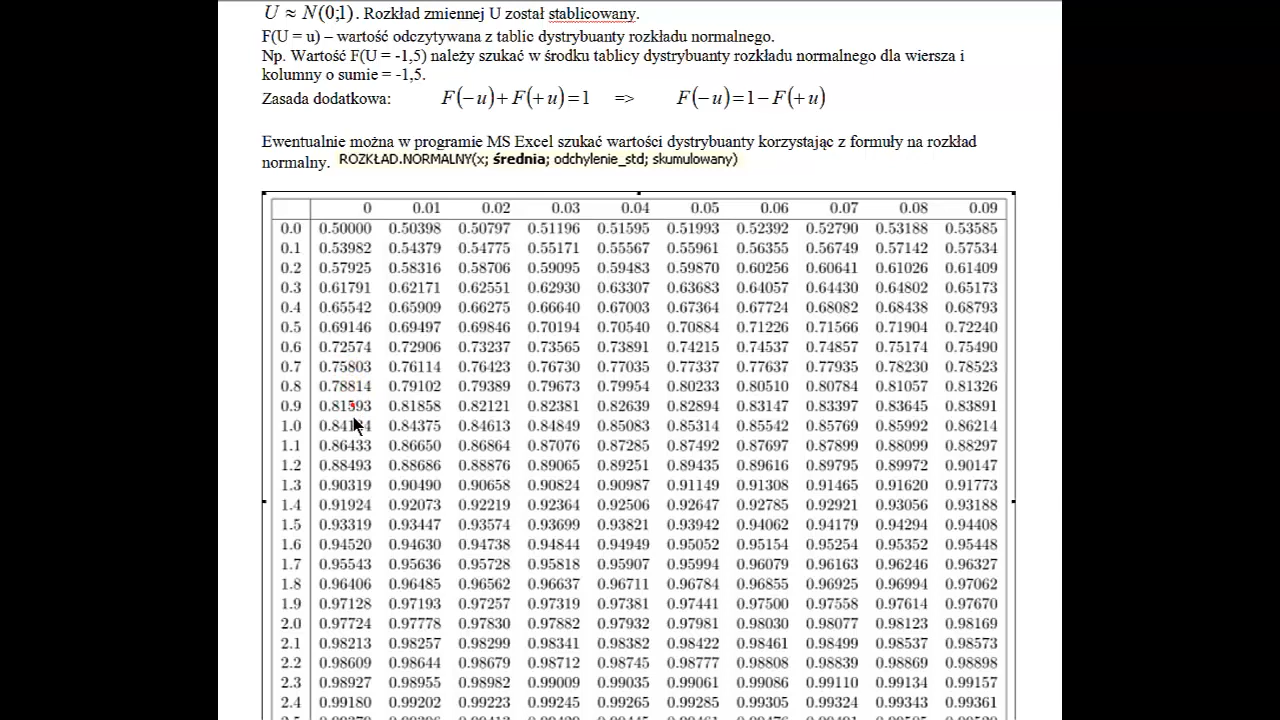 U ≈ N(0;1). Rozkład zmiennej U został stablicowany.
F(U = u) – wartość odczytywana z tablic dystrybuanty rozkładu normalnego.
Np. Wartość F(U = -1,5) należy szukać w środku tablicy dystrybuanty rozkładu normalnego dla wiersza i
kolumny o sumie = -1,5.
Zasada dodatkowa: F(−u)+F(+u)=1 => F(−u)=1−F(+u)
Ewentualnie można w programie MS Excel szukać wartości dystrybuanty korzystając z formuły na rozkład
normalny. ROZKŁAD.NORMALNY(x; średnia; odchylenie_std; skumulowany)
0 0.01 0.02 0.03 0.04 0.05 0.06 0.07 0.08 0.09
0.0 0.50000 0.50398 0.50797 0.51196 0.51595 0.51993 0.52392 0.52790 0.53188 0.53585
0.1 0.53982 0.54379 0.54775 0.55171 0.55567 0.55961 0.56355 0.56749 0.57142 0.57534
0.2 0.57925 0.58316 0.58706 0.59095 0.59483 0.59870 0.60256 0.60641 0.61026 0.61409
0.3 0.61791 0.62171 0.62551 0.62930 0.63307 0.63683 0.64057 0.64430 0.64802 0.65173
0.4 0.65542 0.65909 0.66275 0.66640 0.67003 0.67364 0.67724 0.68082 0.68438 0.68793
0.5 0.69146 0.69497 0.69846 0.70194 0.70540 0.70884 0.71226 0.71566 0.71904 0.72240
0.6 0.72574 0.72906 0.73237 0.73565 0.73891 0.74215 0.74537 0.74857 0.75174 0.75490
0.7 0.75803 0.76114 0.76423 0.76730 0.77035 0.77337 0.77637 0.77935 0.78230 0.78523
0.8 0.78814 0.79102 0.79389 0.79673 0.79954 0.80233 0.80510 0.80784 0.81057 0.81326
0.9 0.81593 0.81858 0.82121 0.82381 0.82639 0.82894 0.83147 0.83397 0.83645 0.83891
1.0 0.84375 0.84613 0.84849 0.85083 0.85314 0.85542 0.85769 0.85992 0.86214
1.1 0.86433 0.86650 0.86864 0.87076 0.87285 0.87492 0.87697 0.87899 0.88099 0.88297
1.2 0.88493 0.88686 0.88876 0.89065 0.89251 0.89435 0.89616 0.89795 0.89972 0.90147
1.3 0.90319 0.90490 0.90658 0.90824 0.90987 0.91149 0.91308 0.91465 0.91620 0.91773
1.4 0.91924 0.92073 0.92219 0.92364 0.92506 0.92647 0.92785 0.92921 0.93056 0.93188
1.5 0.93319 0.93447 0.93574 0.93699 0.93821 0.93942 0.94062 0.94179 0.94294 0.94408
1.6 0.94520 0.94630 0.94738 0.94844 0.94949 0.95052 0.95154 0.95254 0.95352 0.95448
1.7 0.95543 0.95636 0.95728 0.95818 0.95907 0.95994 0.96079 0.96163 0.96246 0.96327
1.8 0.96406 0.96485 0.96562 0.96637 0.96711 0.96784 0.96855 0.96925 0.96994 0.97062
1.9 0.97128 0.97193 0.97257 0.97319 0.97381 0.97441 0.97500 0.97558 0.97614 0.97670
2.0 0.97724 0.97778 0.97830 0.97882 0.97932 0.97981 0.98030 0.98077 0.98123 0.98169
2.1 0.98213 0.98257 0.98299 0.98341 0.98382 0.98422 0.98461 0.98499 0.98537 0.98573
2.2 0.98609 0.98644 0.98679 0.98712 0.98745 0.98777 0.98808 0.98839 0.98869 0.98898
2.3 0.98927 0.98955 0.98982 0.99009 0.99035 0.99061 0.99086 0.99110 0.99134 0.99157
2.4 0.99180 0.99202 0.99223 0.99245 0.99265 0.99285 0.99305 0.99324 0.99343 0.99361